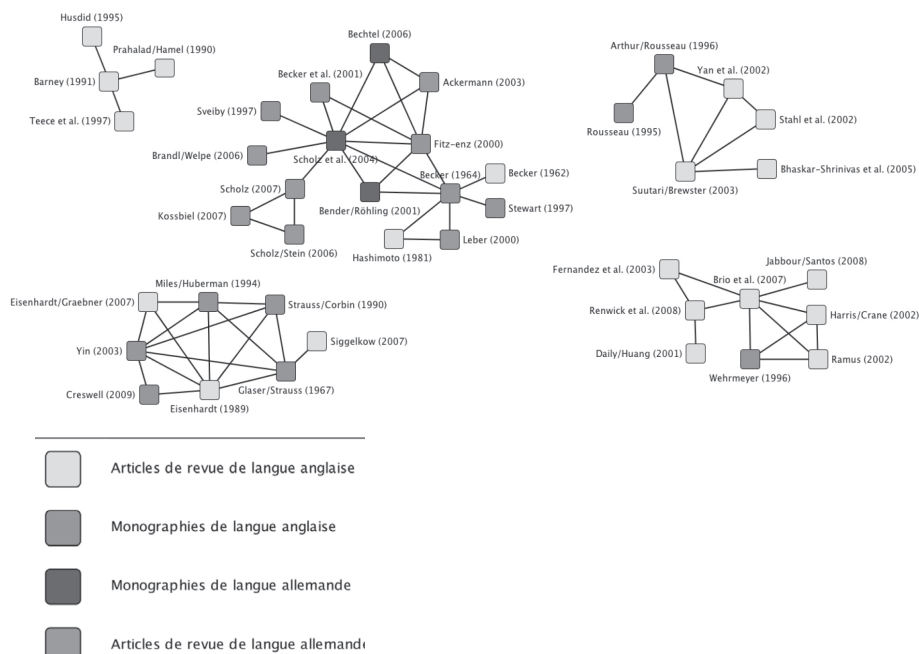 Husdid (1995)
Prahalad/Hamel (1990)
Barney (1991)
Teece et al. (1997)
Bechtel (2006)
Becker et al. (2001)
Ackermann (2003)
Sveiby (1997)
Fitz-enz (2000)
Brandl/Welpe (2006)
Scholz et al. (2004)
Becker (1964)
Becker (1962)
Scholz (2007)
Bender/Röhling (2001)
Stewart (1997)
Kossbiel (2007)
Scholz/Stein (2006)
Leber (2000)
Hashimoto (1981)
Arthur/Rousseau (1996)
Yan et al. (2002)
Stahl et al. (2002)
Rousseau (1995)
Bhaskar-Shrinivas et al. (2005)
Suutari/Brewster (2003)
Miles/Huberman (1994)
Eisenhardt/Graebner (2007)
Strauss/Corbin (1990)
Siggelkow (2007)
Yin (2003)
Creswell (2009)
Glaser/Strauss (1967)
Eisenhardt (1989)
Jabbour/Santos (2008)
Fernandez et al. (2003)
Brio et al. (2007)
Renwick et al. (2008)
Harris/Crane (2002)
Daily/Huang (2001)
Ramus (2002)
Wehrmeyer (1996)
Articles de revue de langue anglaise
Monographies de langue anglaise
Monographies de langue allemande
Articles de revue de langue allemande